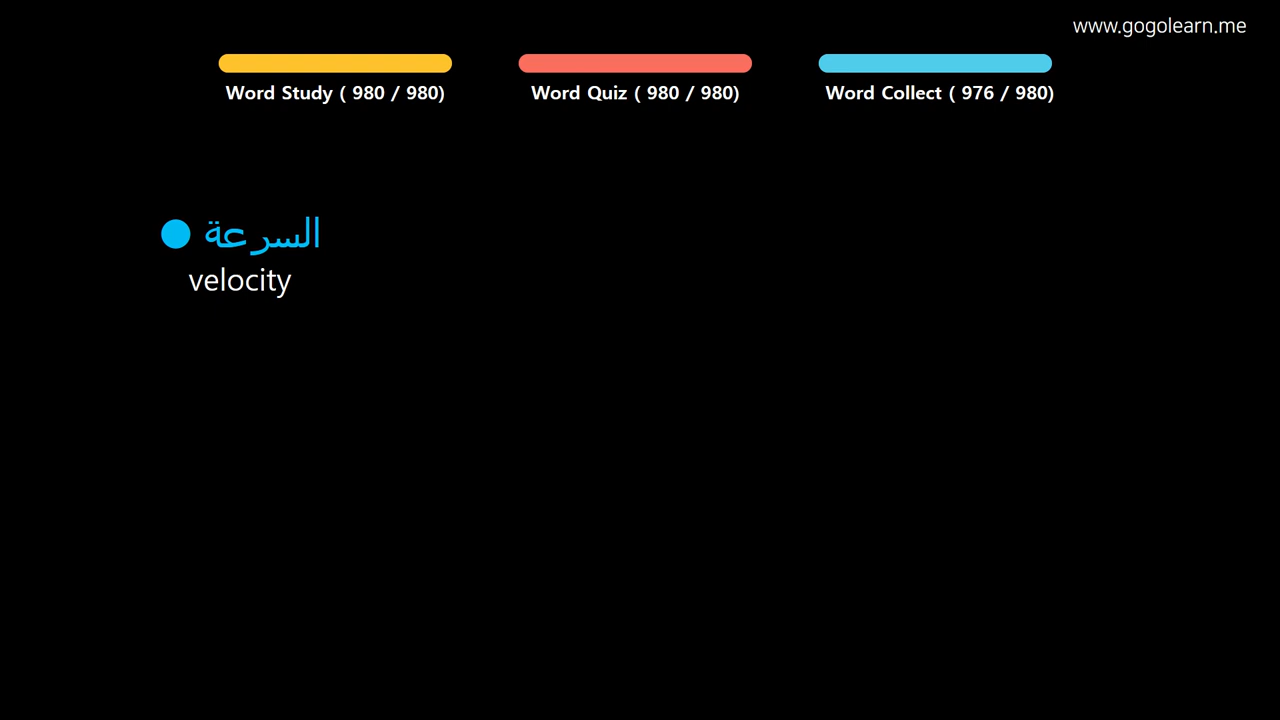 www.gogolearn.me
Word Study ( 980 / 980)
Word Quiz ( 980 / 980)
Word Collect ( 976 / 980)
السرعة
velocity